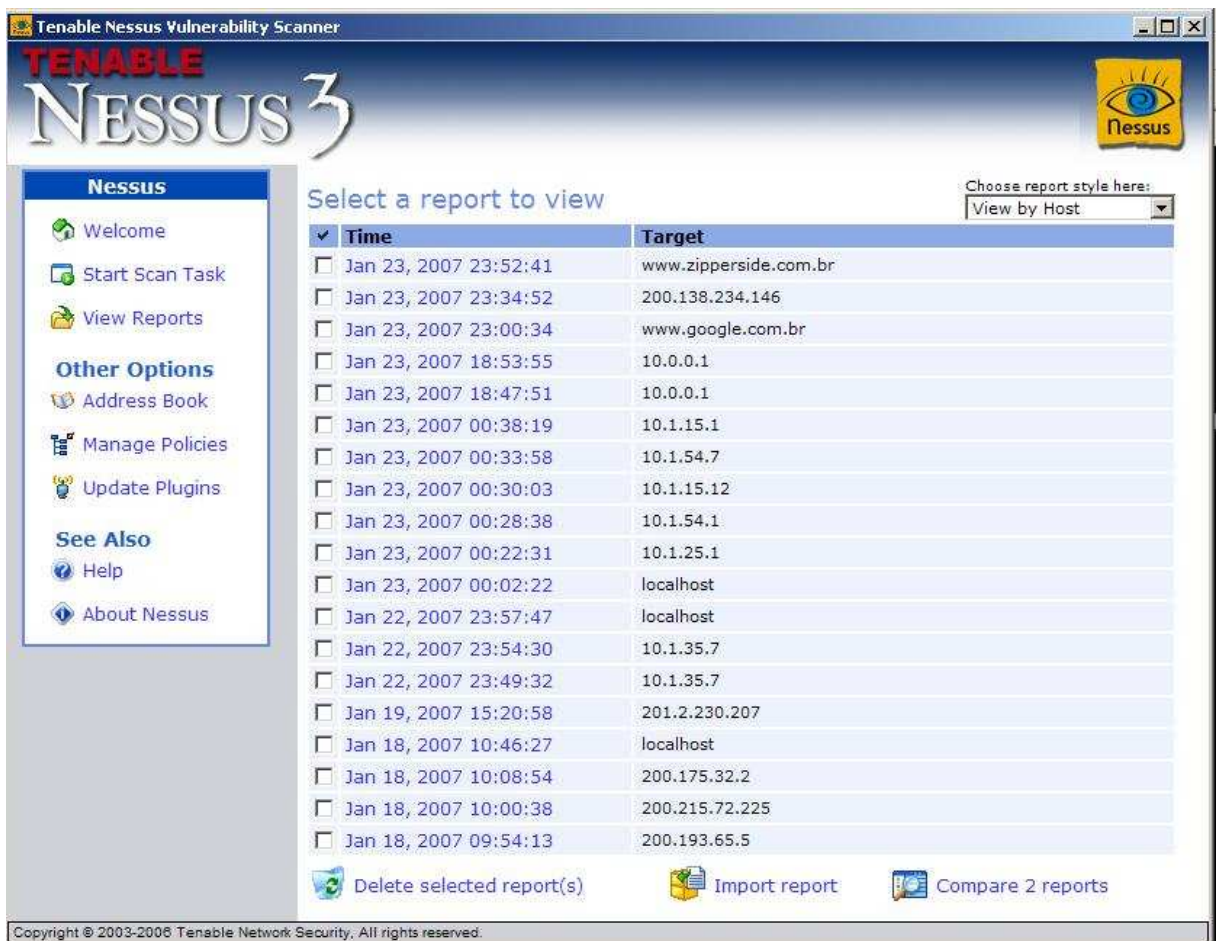 Tenable Nessus Vulnerability Scanner
TENABLE
NESSUS 3
Nessus
Nessus
Welcome
Start Scan Task
View Reports
Other Options
Address Book
Manage Policies
Update Plugins
See Also
Help
About Nessus
Select a report to view
Choose report style here:
View by Host
Time Target
Jan 23, 2007 23:52:41 www.zipperside.com.br
Jan 23, 2007 23:34:52 200.138.234.146
Jan 23, 2007 23:00:34 www.google.com.br
Jan 23, 2007 18:53:55 10.0.0.1
Jan 23, 2007 18:47:51 10.0.0.1
Jan 23, 2007 00:38:19 10.1.15.1
Jan 23, 2007 00:33:58 10.1.54.7
Jan 23, 2007 00:30:03 10.1.15.12
Jan 23, 2007 00:28:38 10.1.54.1
Jan 23, 2007 00:22:31 10.1.25.1
Jan 23, 2007 00:02:22 localhost
Jan 22, 2007 23:57:47 localhost
Jan 22, 2007 23:54:30 10.1.35.7
Jan 22, 2007 23:49:32 10.1.35.7
Jan 19, 2007 15:20:58 201.2.230.207
Jan 18, 2007 10:46:27 localhost
Jan 18, 2007 10:08:54 200.175.32.2
Jan 18, 2007 10:00:38 200.215.72.225
Jan 18, 2007 09:54:13 200.193.65.5
Delete selected report(s) Import report Compare 2 reports
Copyright © 2003-2006 Tenable Network Security, All rights reserved.